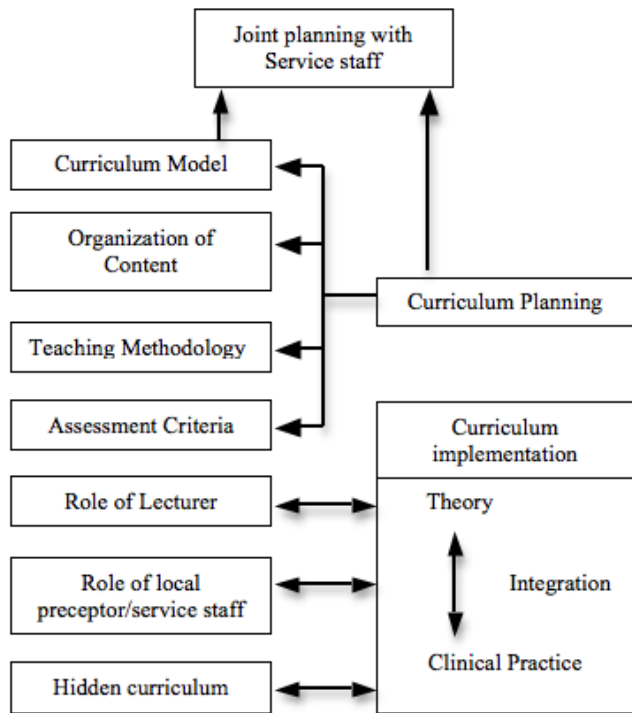 Joint planning with
Service staff
Curriculum Model
Organization of
Content
Curriculum Planning
Teaching Methodology
Assessment Criteria
Curriculum
implementation
Role of Lecturer
Theory
Role of local
preceptor/service staff
Integration
Clinical Practice
Hidden curriculum